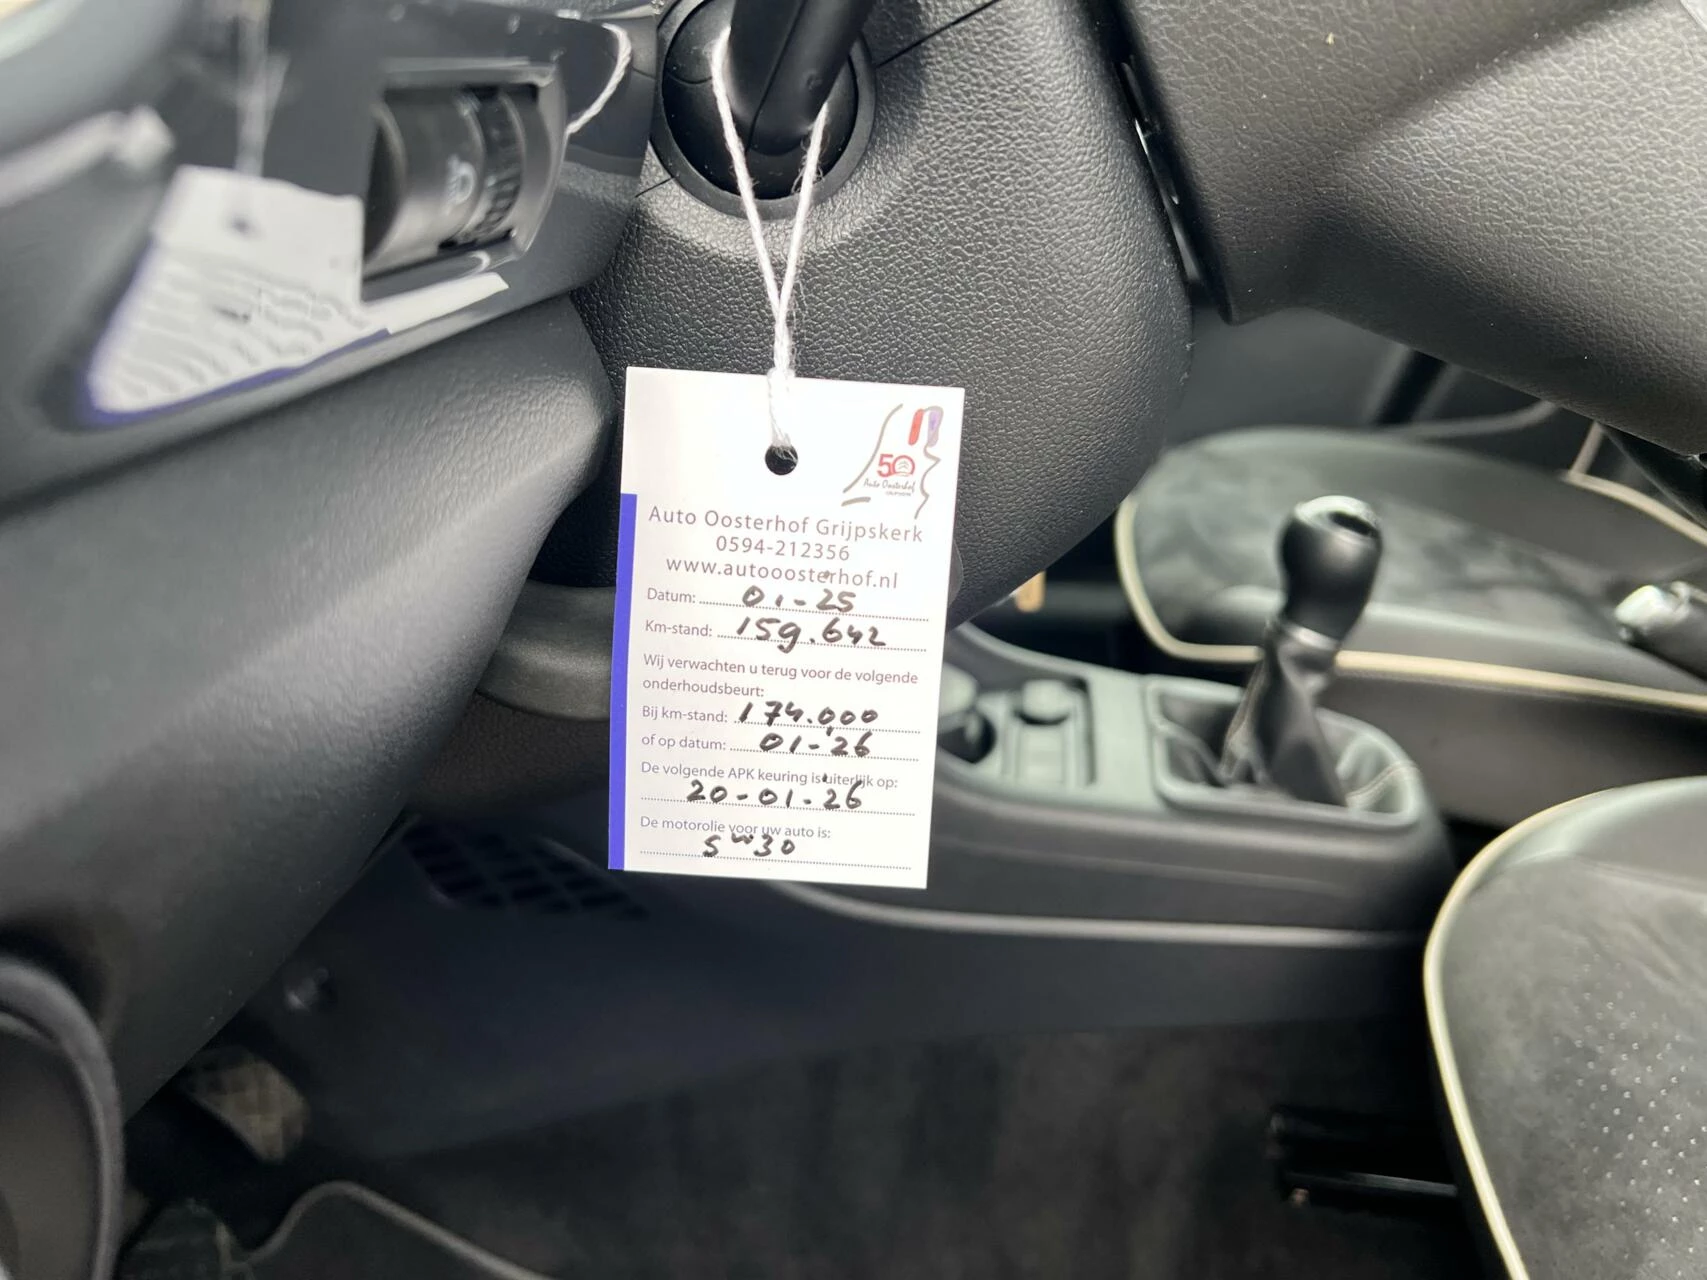 50
Auto Oosterhof
Auto Oosterhof Grijpskerk
0594-212356
www.autooosterhof.nl
Datum: 01-25
Km-stand: 159.642
Wij verwachten u terug voor de volgende
onderhoudsbeurt:
Bij km-stand: 174.000
of op datum: 01-'26
De volgende APK keuring is uiterlijk op:
20-01-'26
De motorolie voor uw auto is:
5w30